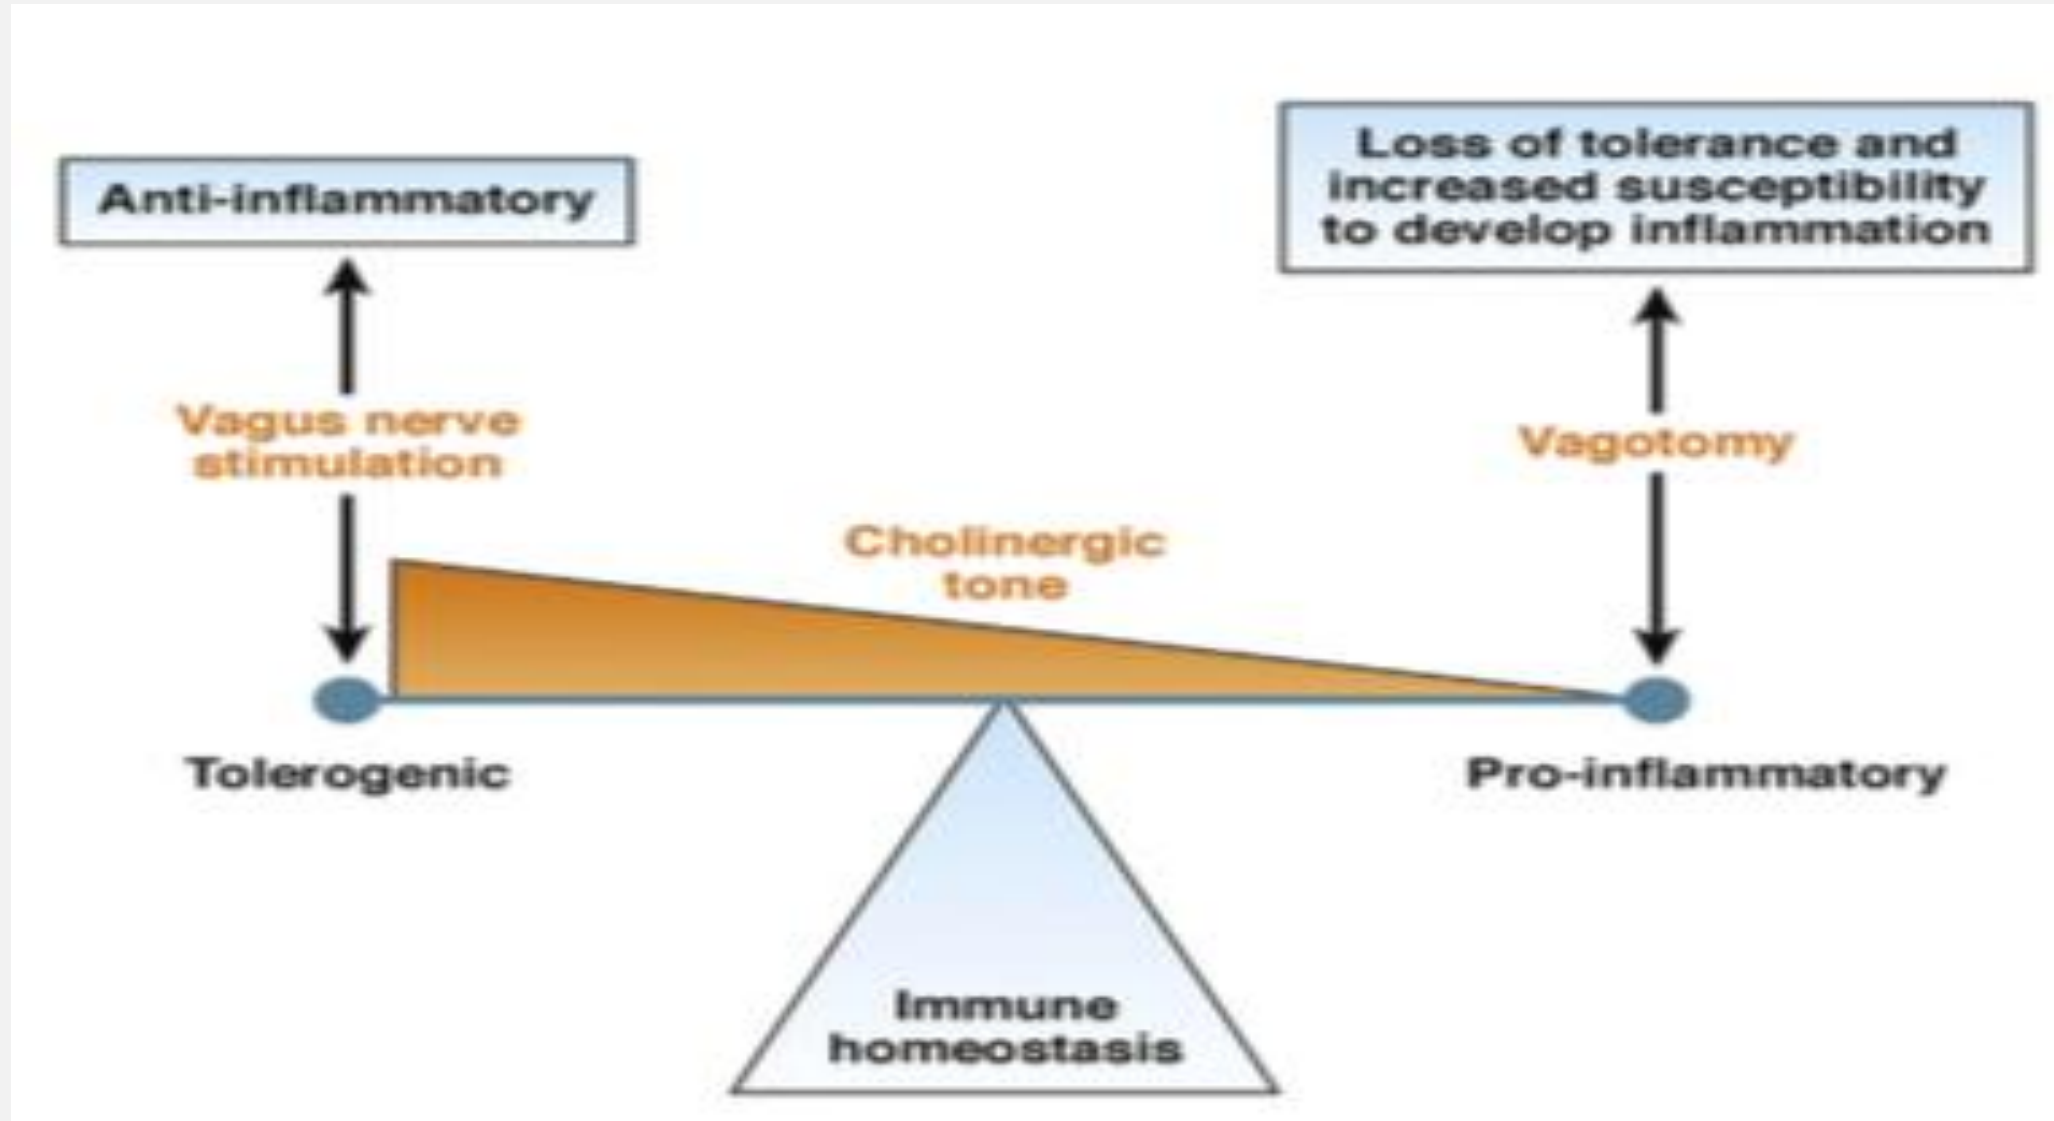 Anti-inflammatory
Loss of tolerance and
increased susceptibility
to develop inflammation
Vagus nerve
stimulation
Vagotomy
Cholinergic
tone
Tolerogenic
Pro-inflammatory
Immune
homeostasis